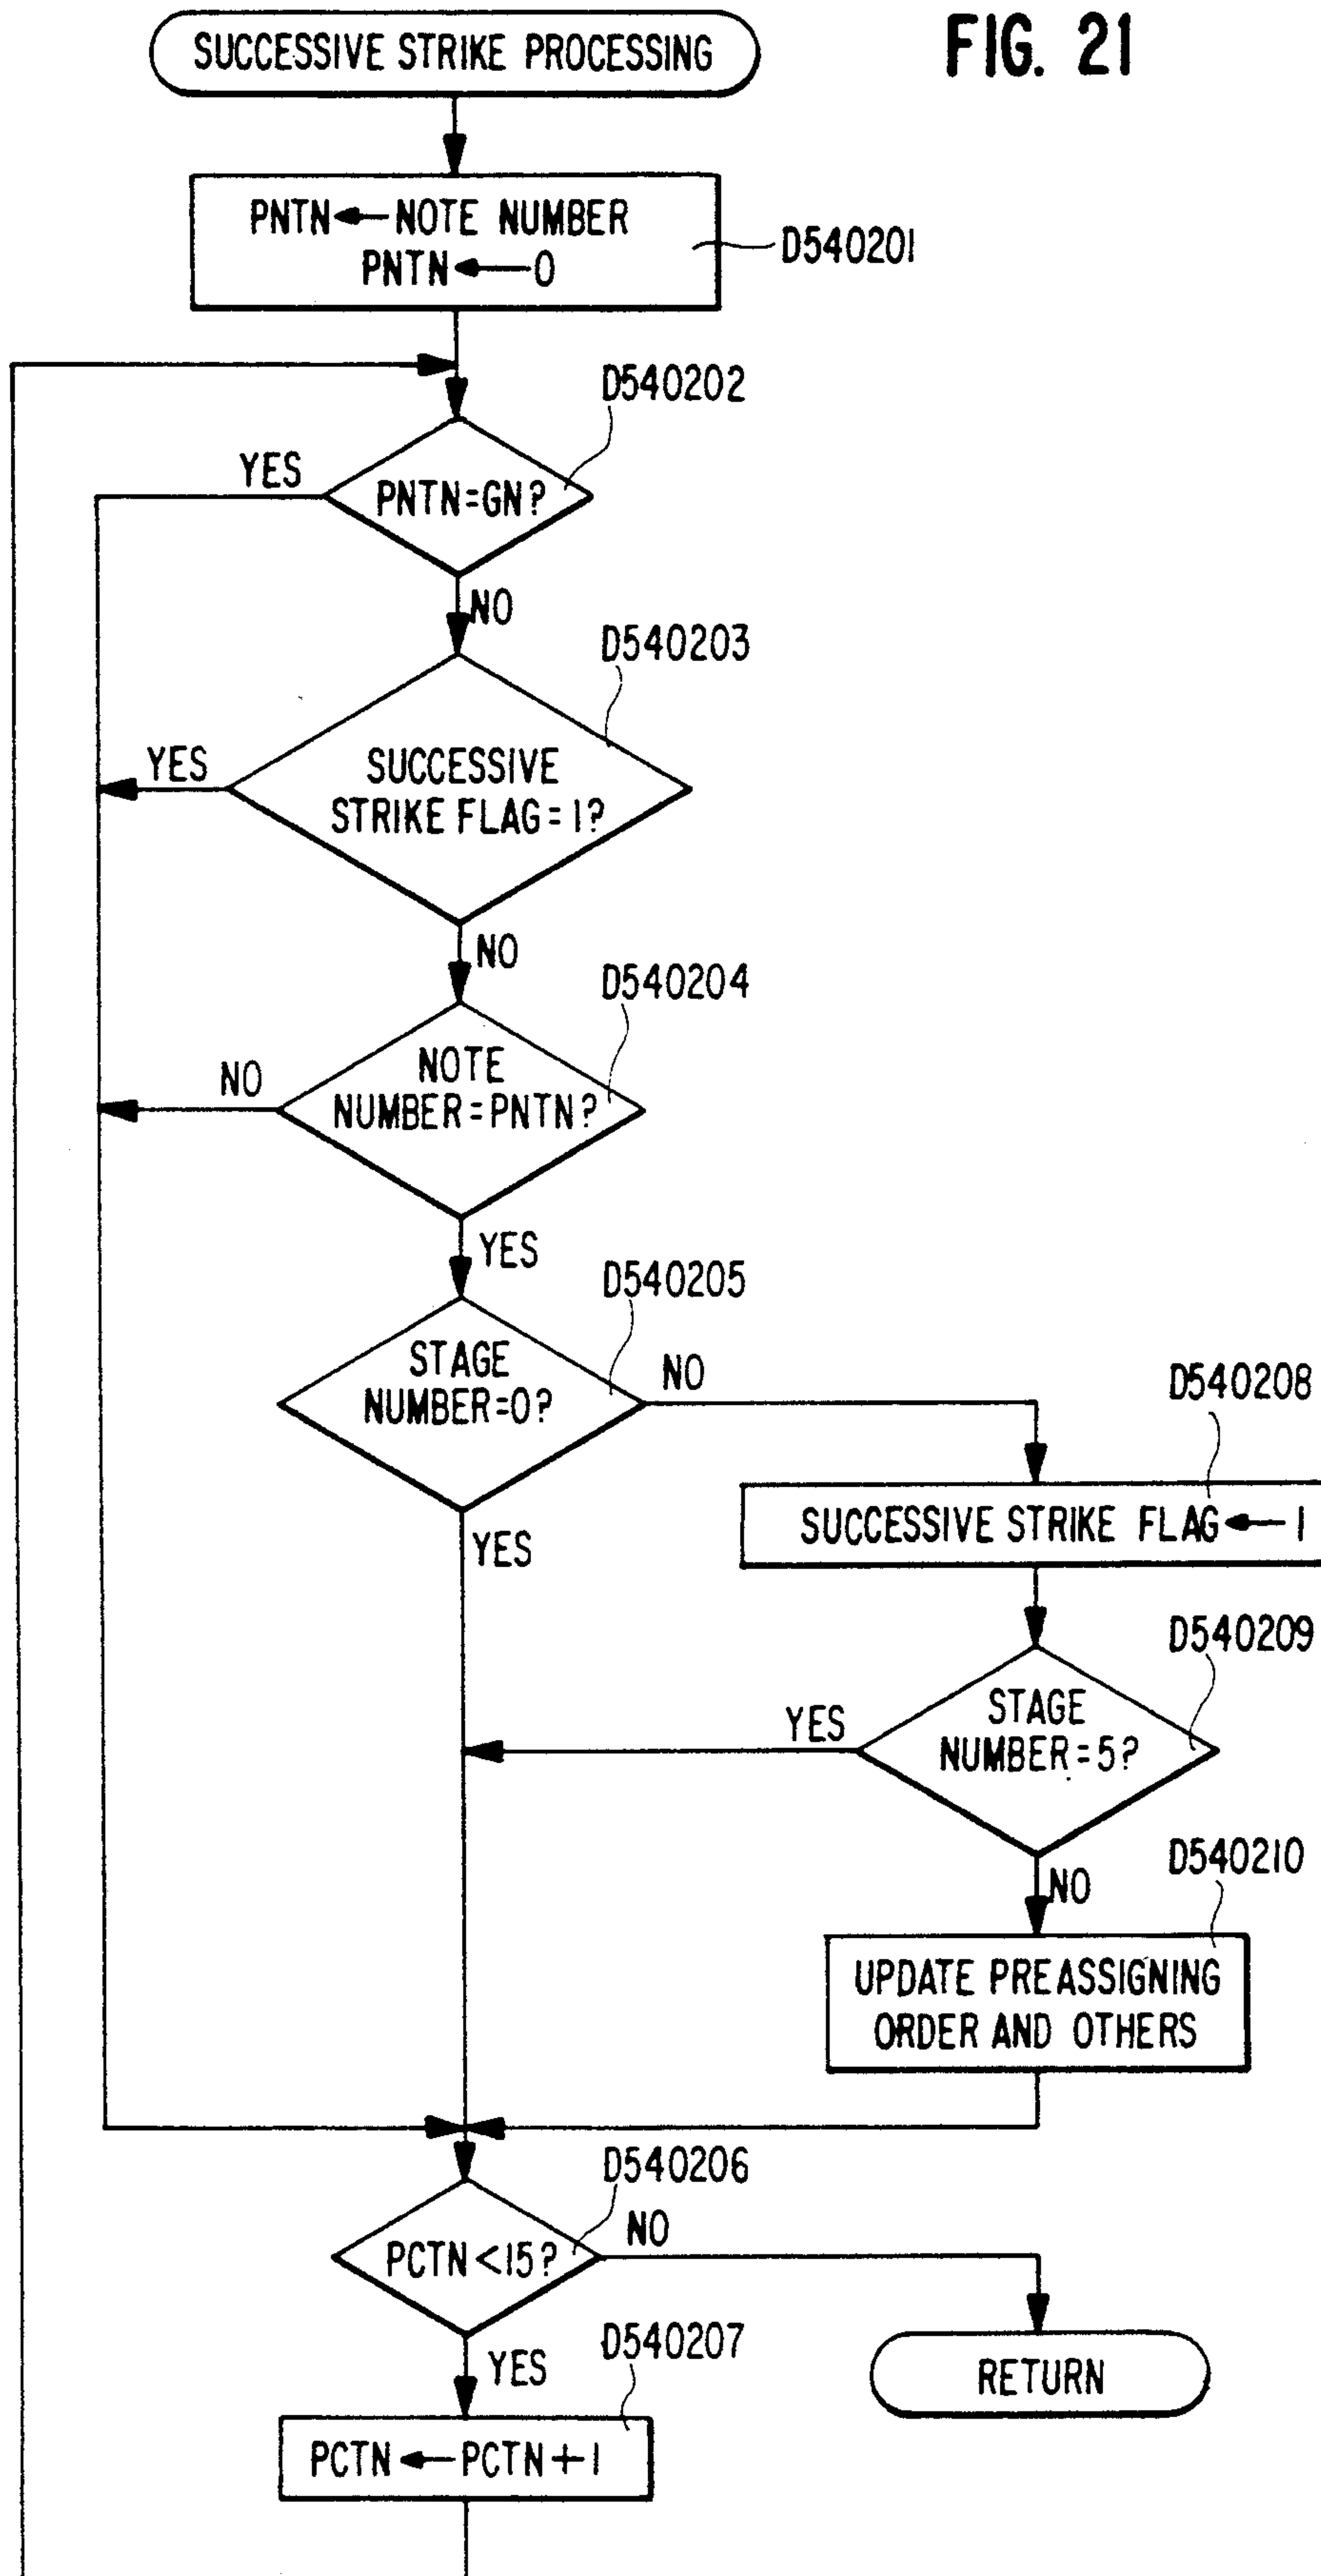 FIG. 21
SUCCESSIVE STRIKE PROCESSING
PNTN←NOTE NUMBER
PNTN←0
D540201
D540202
YES
PNTN=GN?
NO
D540203
YES
SUCCESSIVE
STRIKE FLAG=1?
NO
D540204
NO
NOTE
NUMBER=PNTN?
YES
D540205
STAGE
NUMBER=0?
NO
D540208
YES
SUCCESSIVE STRIKE FLAG←1
D540209
YES
STAGE
NUMBER=5?
D540210
NO
UPDATE PREASSIGNING
ORDER AND OTHERS
D540206
PCTN<15?
NO
D540207
YES
RETURN
PCTN←PCTN+1